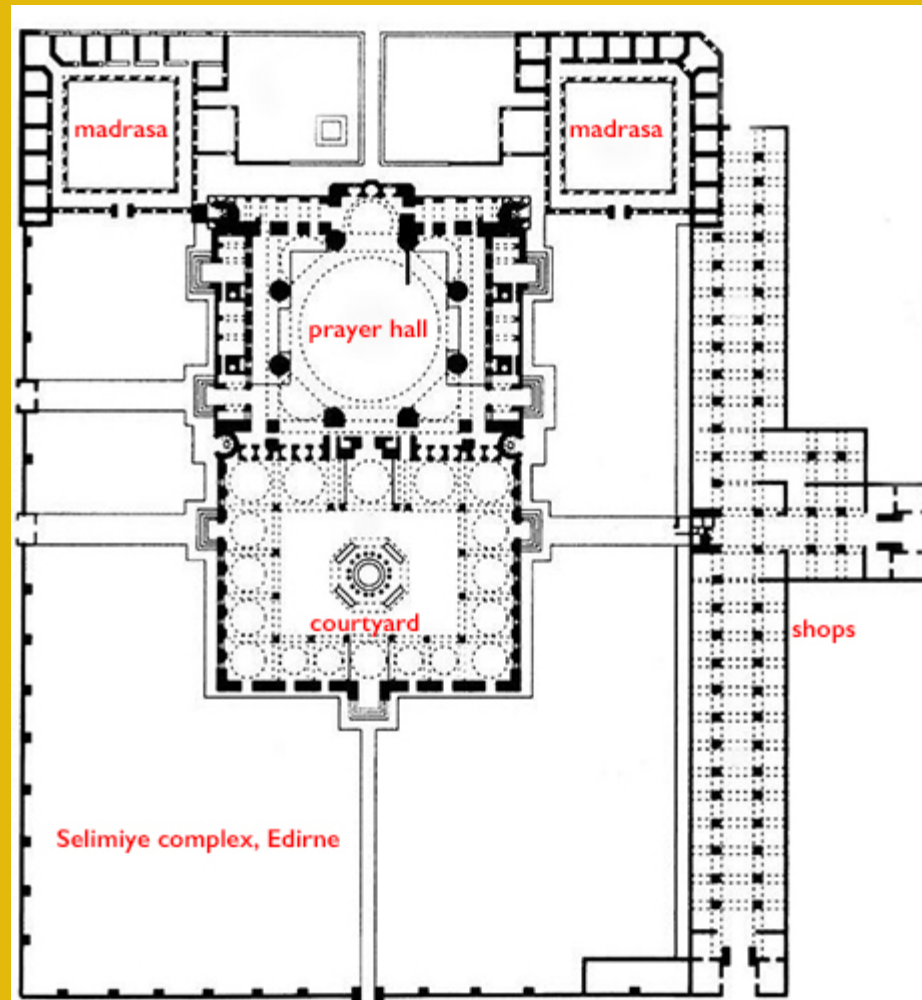 madrasa
madrasa
prayer hall
courtyard
shops
Selimiye complex, Edirne